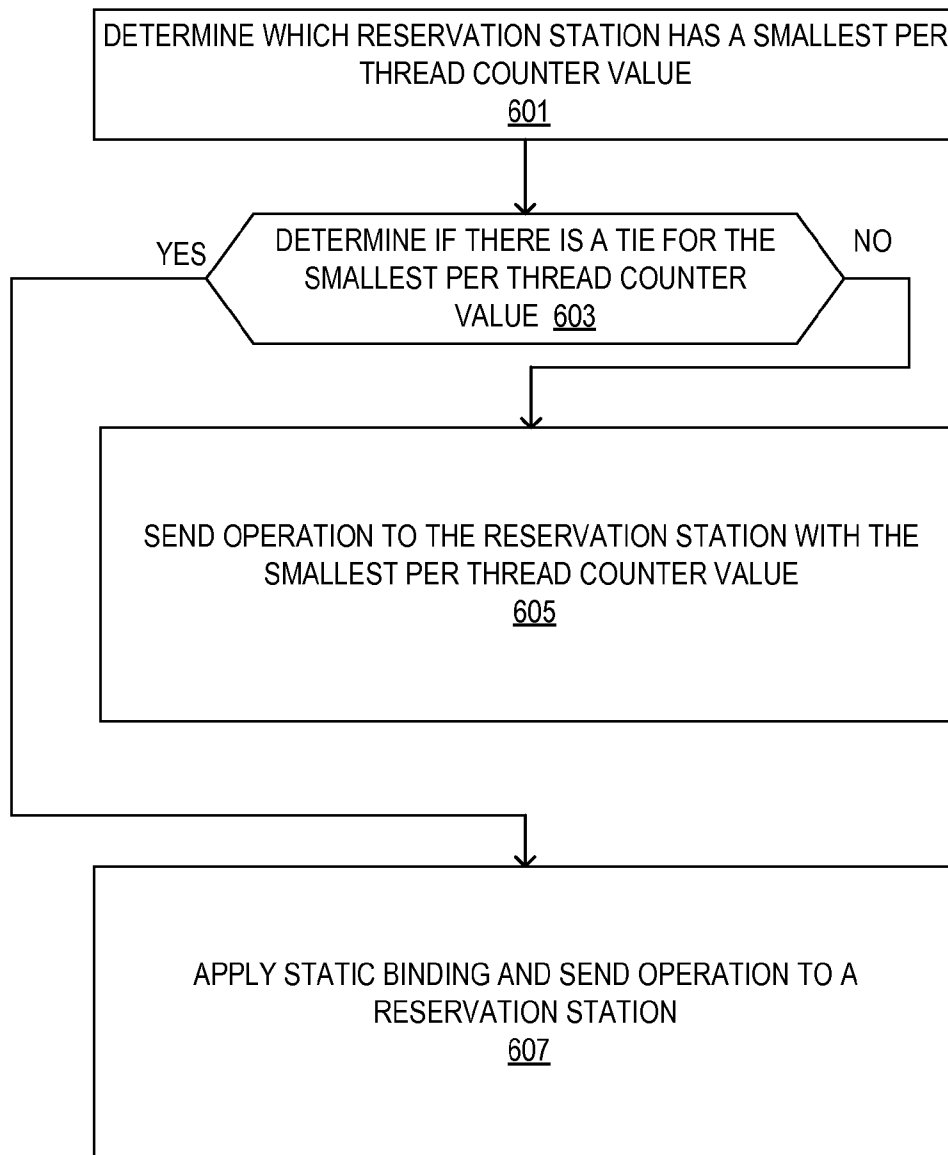 DETERMINE WHICH RESERVATION STATION HAS A SMALLEST PER
THREAD COUNTER VALUE
601
YES
DETERMINE IF THERE IS A TIE FOR THE
SMALLEST PER THREAD COUNTER
VALUE 603
NO
SEND OPERATION TO THE RESERVATION STATION WITH THE
SMALLEST PER THREAD COUNTER VALUE
605
APPLY STATIC BINDING AND SEND OPERATION TO A
RESERVATION STATION
607